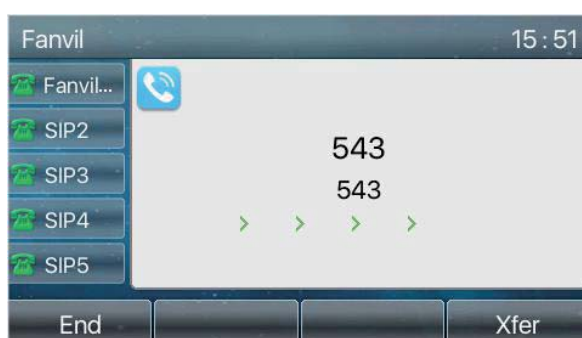 Fanvil 15:51
Fanvil...
SIP2
SIP3
SIP4
SIP5
543
543
> > > >
End Xfer